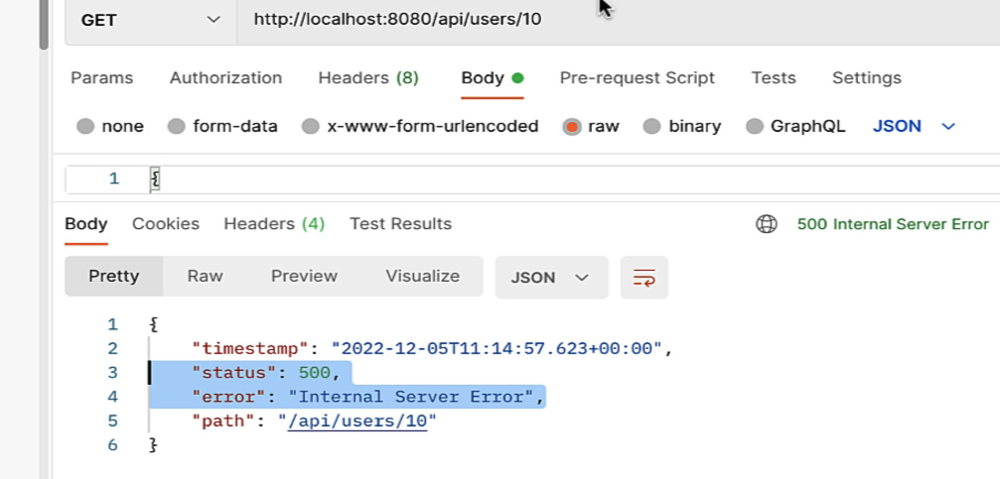 GET http://localhost:8080/api/users/10
Params Authorization Headers (8) Body Pre-request Script Tests Settings
none form-data x-www-form-urlencoded raw binary GraphQL JSON
1 {
Body Cookies Headers (4) Test Results 500 Internal Server Error
Pretty Raw Preview Visualize JSON
1 {
2 "timestamp": "2022-12-05T11:14:57.623+00:00",
3 "status": 500,
4 "error": "Internal Server Error",
5 "path": "/api/users/10"
6 }